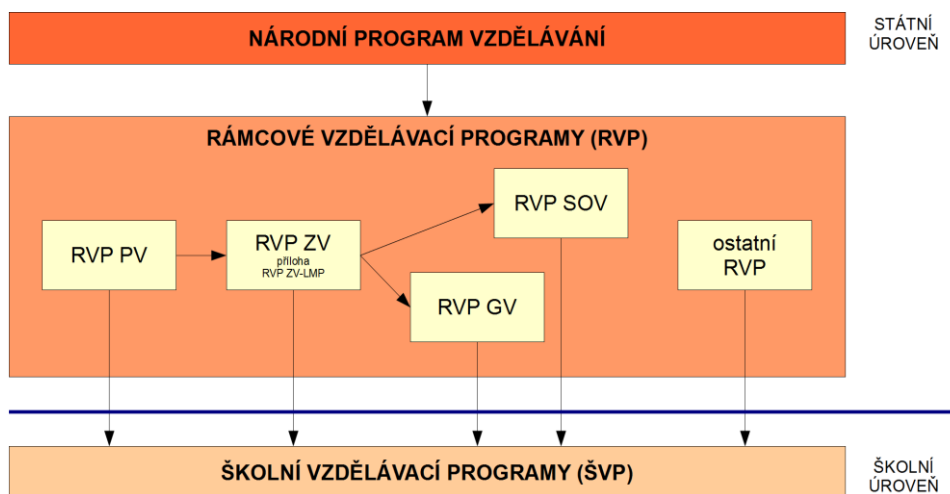 NÁRODNÍ PROGRAM VZDĚLÁVÁNÍ
STÁTNÍ
ÚROVEŇ
RÁMCOVÉ VZDĚLÁVACÍ PROGRAMY (RVP)
RVP PV
RVP ZV
příloha
RVP ZV-LMP
RVP SOV
RVP GV
ostatní
RVP
ŠKOLNÍ VZDĚLÁVACÍ PROGRAMY (ŠVP)
ŠKOLNÍ
ÚROVEŇ